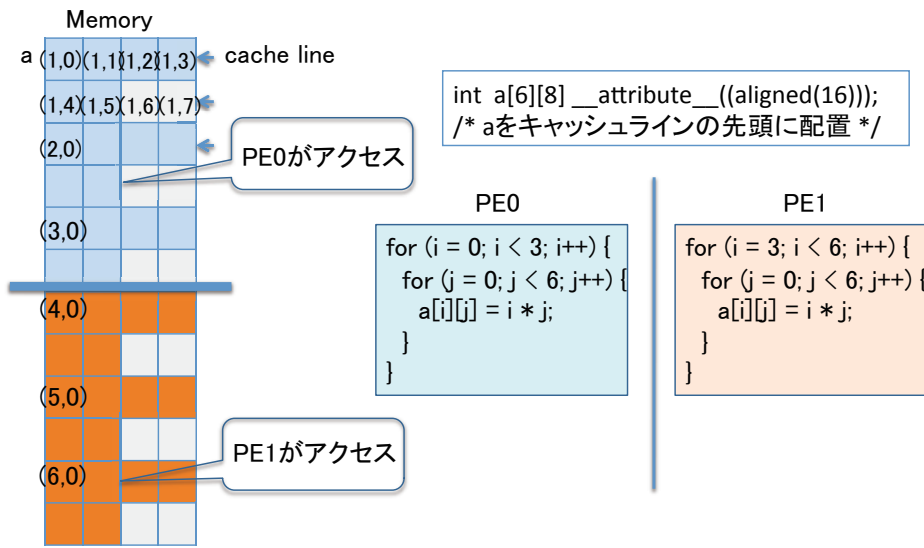 Memory
a (1,0) (1,1) (1,2) (1,3) cache line
(1,4) (1,5) (1,6) (1,7)
(2,0)
(3,0)
(4,0)
(5,0)
(6,0)
PE0がアクセス
PE1がアクセス
int a[6][8] __attribute__((aligned(16)));
/* aをキャッシュラインの先頭に配置 */
PE0
for (i = 0; i < 3; i++) {
for (j = 0; j < 6; j++) {
a[i][j] = i * j;
}
}
PE1
for (i = 3; i < 6; i++) {
for (j = 0; j < 6; j++) {
a[i][j] = i * j;
}
}